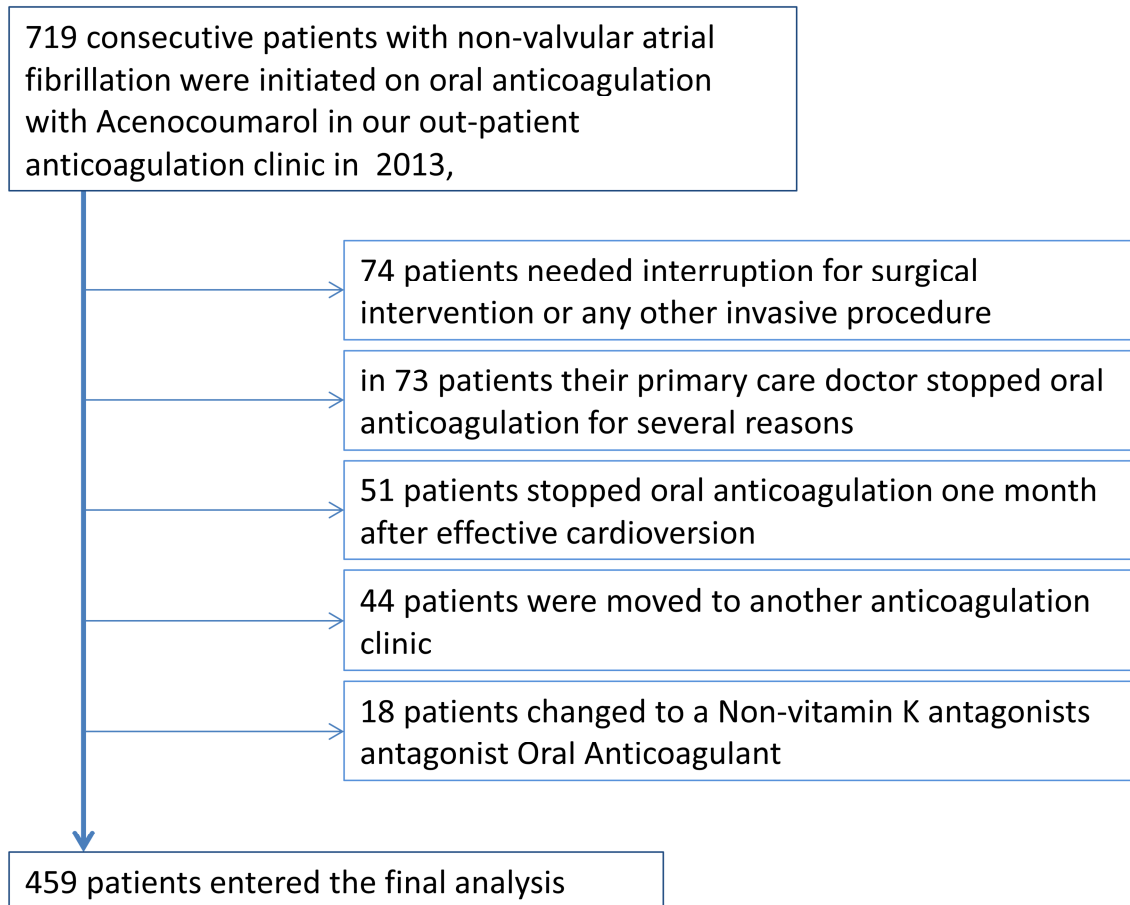 719 consecutive patients with non-valvular atrial
fibrillation were initiated on oral anticoagulation
with Acenocoumarol in our out-patient
anticoagulation clinic in  2013,
74 patients needed interruption for surgical
intervention or any other invasive procedure
in 73 patients their primary care doctor stopped oral
anticoagulation for several reasons
51 patients stopped oral anticoagulation one month
after effective cardioversion
44 patients were moved to another anticoagulation
clinic
18 patients changed to a Non-vitamin K antagonists
antagonist Oral Anticoagulant
459 patients entered the final analysis